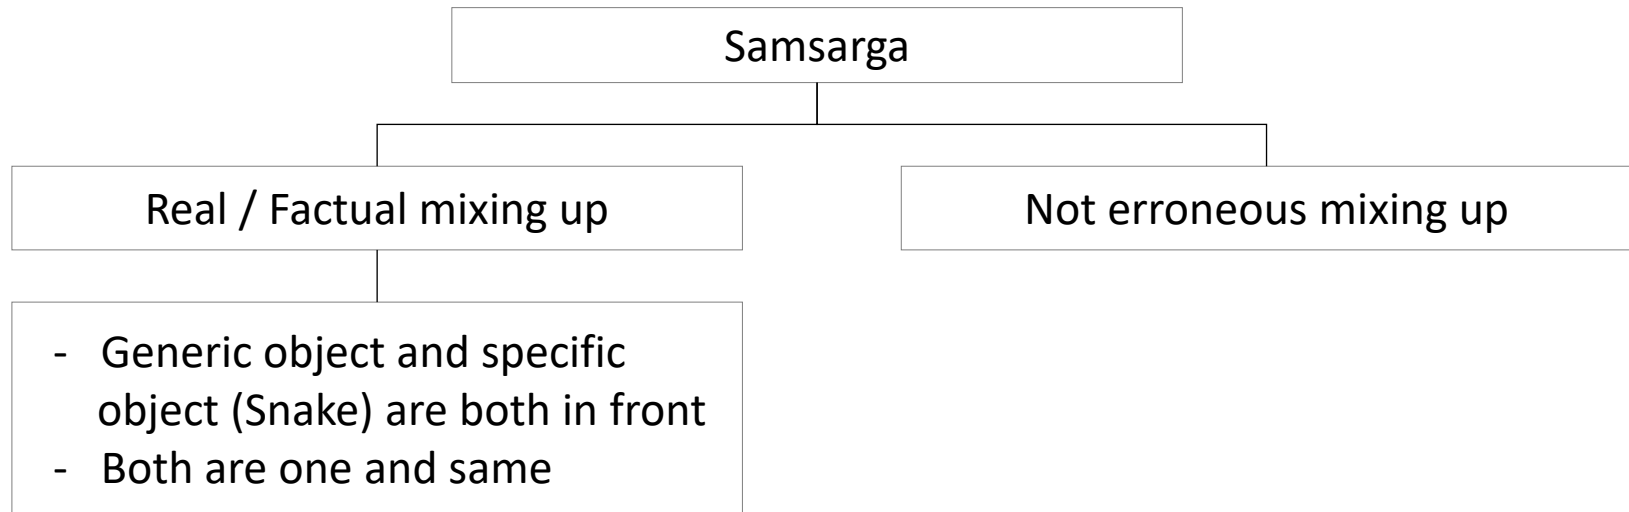 Samsarga
Real / Factual mixing up
Not erroneous mixing up
- Generic object and specific
object (Snake) are both in front
- Both are one and same